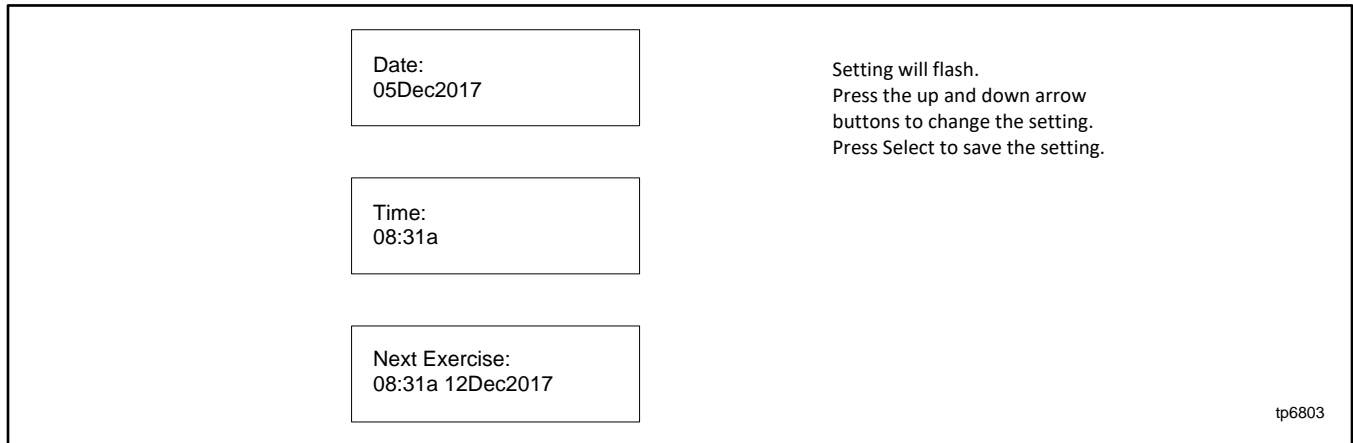 Date:
05Dec2017
Setting will flash.
Press the up and down arrow
buttons to change the setting.
Press Select to save the setting.
Time:
08:31a
Next Exercise:
08:31a 12Dec2017
tp6803